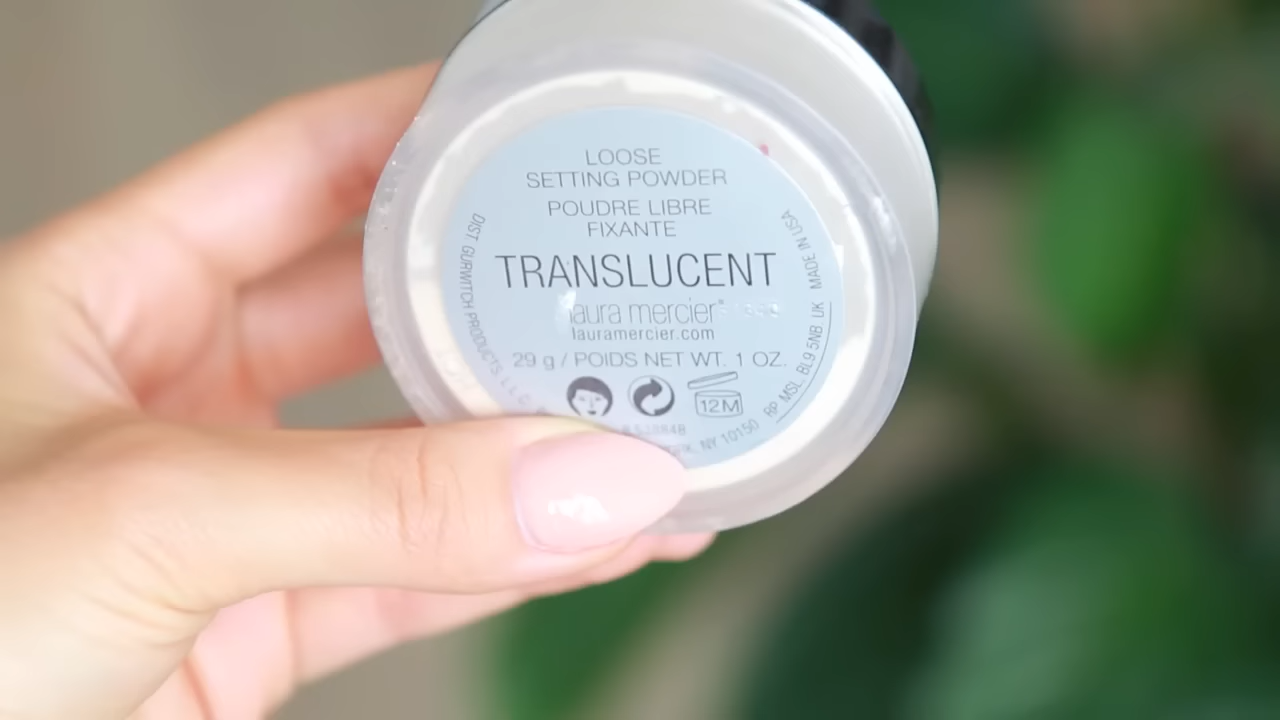 LOOSE
SETTING POWDER
POUDRE LIBRE
FIXANTE
TRANSLUCENT
laura mercier®
lauramercier.com
29 g / POIDS NET WT. 1 OZ.
12M
DIST GURWITCH PRODUCTS, L.L.C.
NY 10150
RP MSL, BL9 5NB UK MADE IN USA